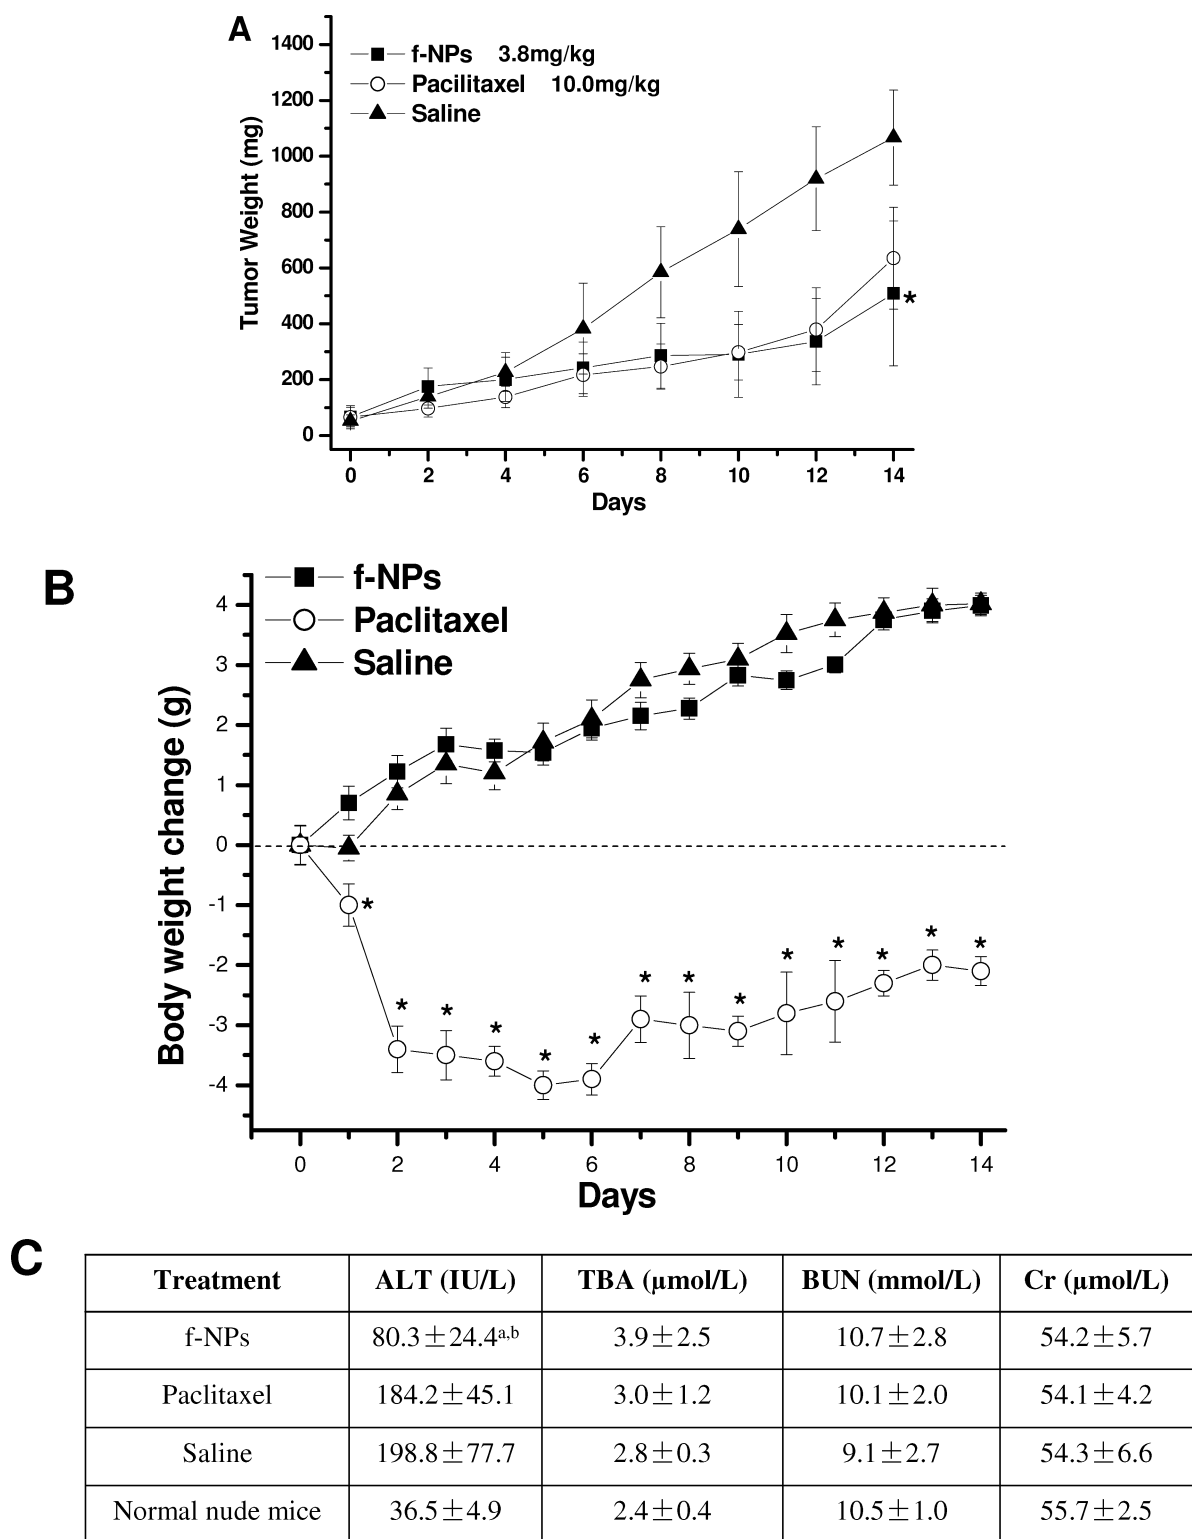 A
f-NPs 3.8mg/kg
Pacilitaxel 10.0mg/kg
Saline
Tumor Weight (mg)
1400
1200
1000
800
600
400
200
0
*
0 2 4 6 8 10 12 14
Days
B
f-NPs
Paclitaxel
Saline
Body weight change (g)
4
3
2
1
0
-1
-2
-3
-4
* * * * * * * * * * * * * *
0 2 4 6 8 10 12 14
Days
C
Treatment ALT (IU/L) TBA (μmol/L) BUN (mmol/L) Cr (μmol/L)
f-NPs 80.3±24.4a,b 3.9±2.5 10.7±2.8 54.2±5.7
Paclitaxel 184.2±45.1 3.0±1.2 10.1±2.0 54.1±4.2
Saline 198.8±77.7 2.8±0.3 9.1±2.7 54.3±6.6
Normal nude mice 36.5±4.9 2.4±0.4 10.5±1.0 55.7±2.5